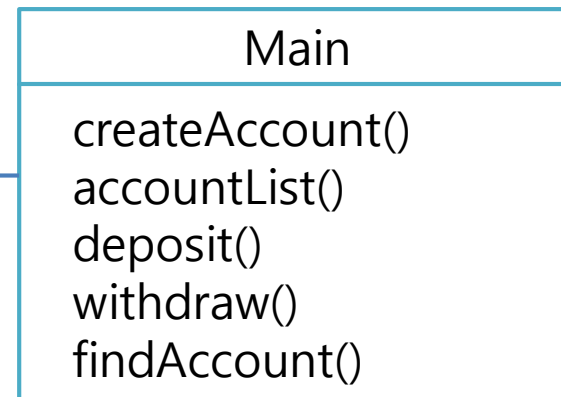 Main
createAccount()
accountList()
deposit()
withdraw()
findAccount()